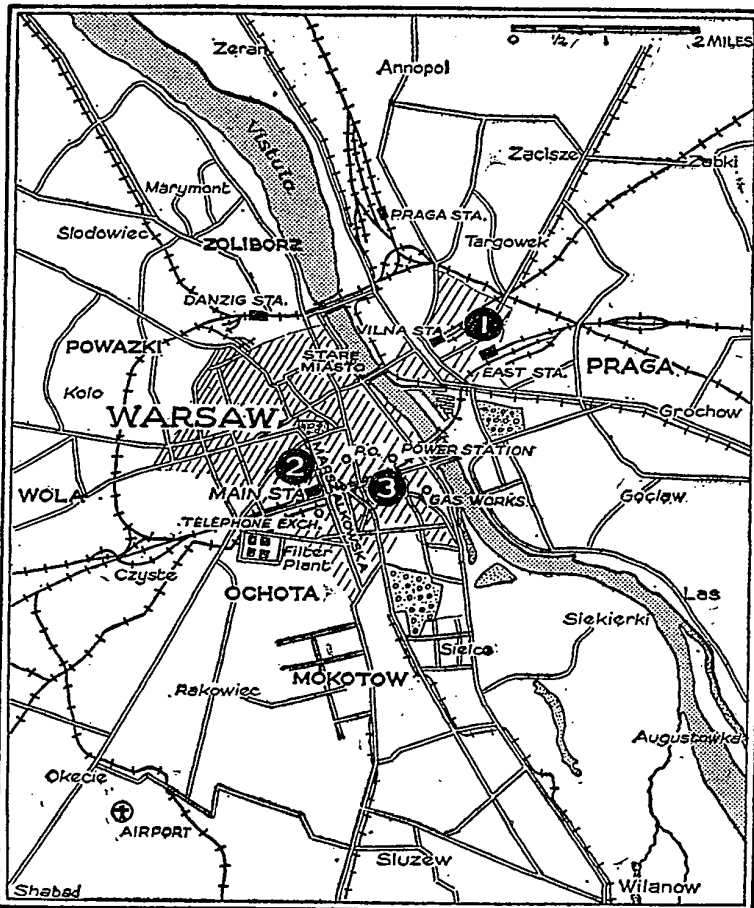 Zeran
0 1/2 1 2 MILES
Annopol
Vistula
Zacisze
Zabki
Marymont
PRAGA STA.
Slodowiec
ZOLIBORZ
Targowek
DANZIG STA.
VILNA STA.
1
POWAZKI
STARE
MIASTO
EAST STA.
PRAGA
Kolo
WARSAW
Grochow
P.O.
POWER STATION
2
MARSZALKOWSKA
WOLA
MAIN STA.
3
GAS WORKS
Goclaw
TELEPHONE EXCH.
Filter
Plant
Czyste
OCHOTA
Las
Siekierki
Sielce
MOKOTOW
Rakowiec
Augustowka
Okecie
AIRPORT
Sluzew
Shabad
Wilanow